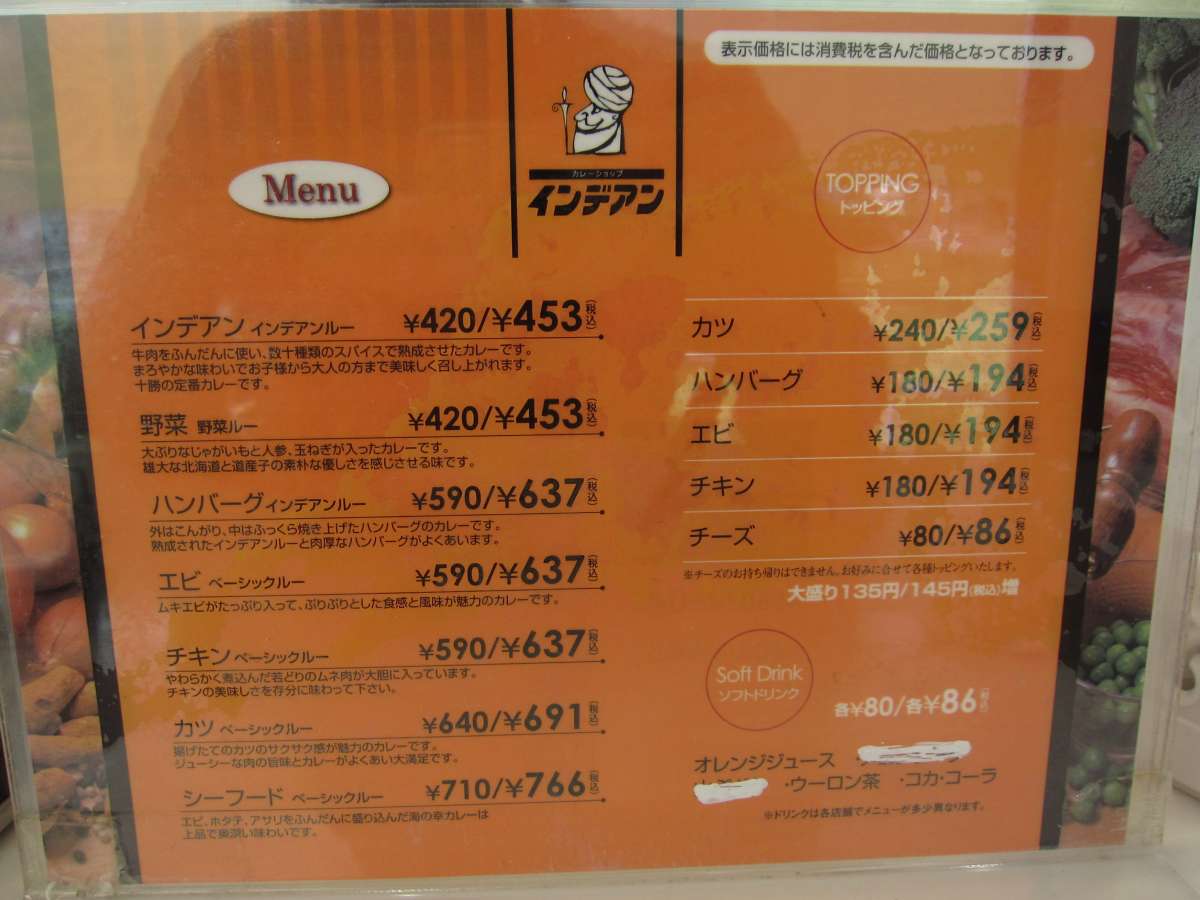 表示価格には消費税を含んだ価格となっております。
カレーショップ
インデアン
Menu
インデアン インデアンルー ¥420/¥453(税込)
牛肉をふんだんに使い、数十種類のスパイスで熟成させたカレーです。
まろやかな味わいでお子様から大人の方まで美味しく召し上がれます。
十勝の定番カレーです。
野菜 野菜ルー ¥420/¥453(税込)
大ぶりなじゃがいもと人参、玉ねぎが入ったカレーです。
雄大な北海道と道産子の素朴な優しさを感じさせる味です。
ハンバーグ インデアンルー ¥590/¥637(税込)
外はこんがり、中はふっくら焼き上げたハンバーグのカレーです。
熟成されたインデアンルーと肉厚なハンバーグがよくあいます。
エビ ベーシックルー ¥590/¥637(税込)
ムキエビがたっぷり入って、ぷりぷりとした食感と風味が魅力のカレーです。
チキン ベーシックルー ¥590/¥637(税込)
やわらかく煮込んだ若どりのムネ肉が大胆に入っています。
チキンの美味しさを存分に味わって下さい。
カツ ベーシックルー ¥640/¥691(税込)
揚げたてのカツのサクサク感が魅力のカレーです。
ジューシーな肉の旨味とカレーがよくあい大満足です。
シーフード ベーシックルー ¥710/¥766(税込)
エビ、ホタテ、アサリをふんだんに盛り込んだ海の幸カレーは
上品で奥深い味わいです。
TOPPING
トッピング
カツ ¥240/¥259(税込)
ハンバーグ ¥180/¥194(税込)
エビ ¥180/¥194(税込)
チキン ¥180/¥194(税込)
チーズ ¥80/¥86(税込)
※チーズのお持ち帰りはできません。お好みに合せて各種トッピングいたします。
大盛り135円/145円(税込)増
Soft Drink
ソフトドリンク
各¥80/各¥86(税込)
オレンジジュース
・ウーロン茶 ・コカ・コーラ
※ドリンクは各店舗でメニューが多少異なります。